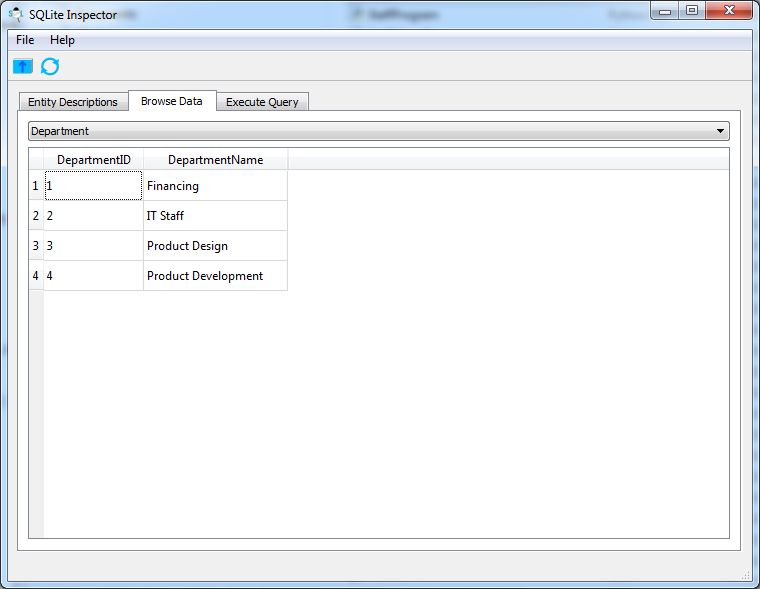 SQLite Inspector
File Help
Entity Descriptions Browse Data Execute Query
Department
DepartmentID DepartmentName
1 1 Financing
2 2 IT Staff
3 3 Product Design
4 4 Product Development